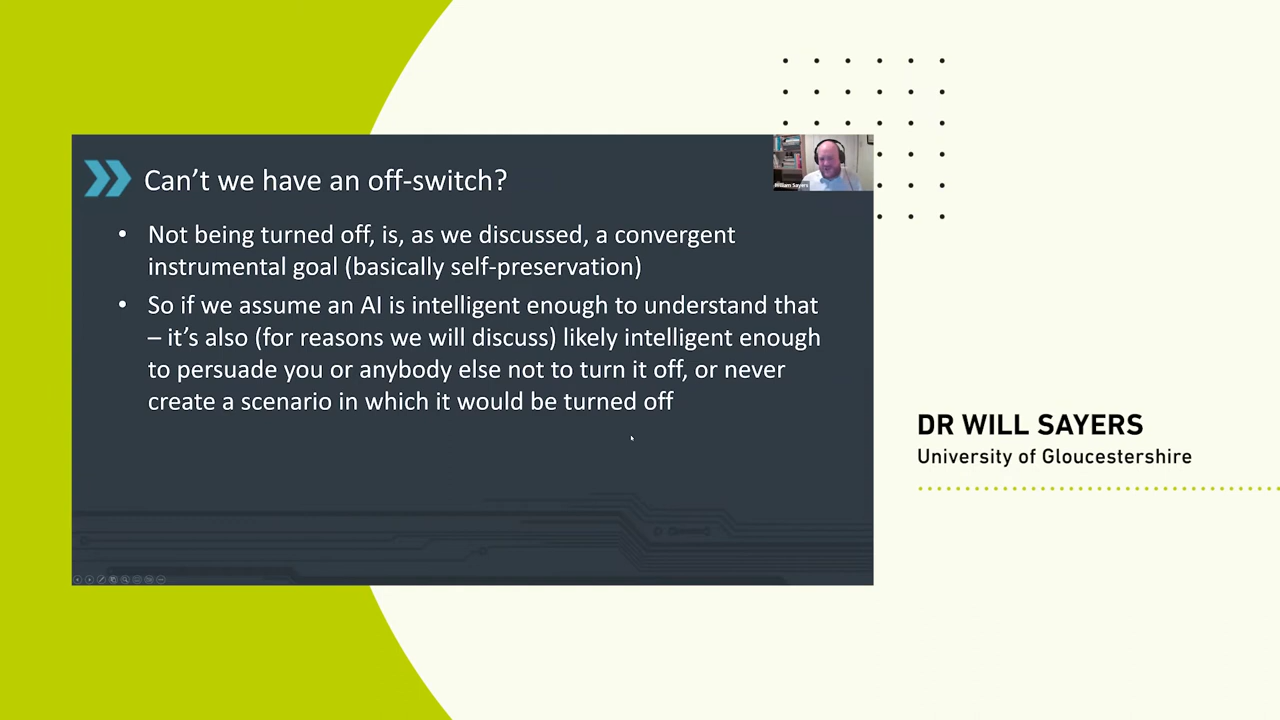 Can't we have an off-switch?
William Sayers
• Not being turned off, is, as we discussed, a convergent
instrumental goal (basically self-preservation)
• So if we assume an AI is intelligent enough to understand that
– it's also (for reasons we will discuss) likely intelligent enough
to persuade you or anybody else not to turn it off, or never
create a scenario in which it would be turned off
DR WILL SAYERS
University of Gloucestershire